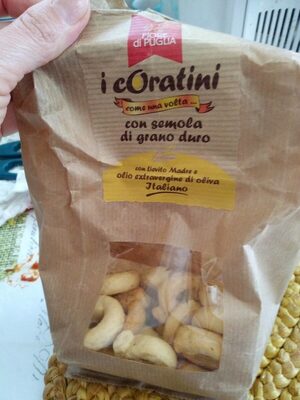 FIORE
di PUGLIA
i cOratini
come una volta...
con semola
di grano duro
con Lievito Madre e
olio extravergine di oliva
Italiano